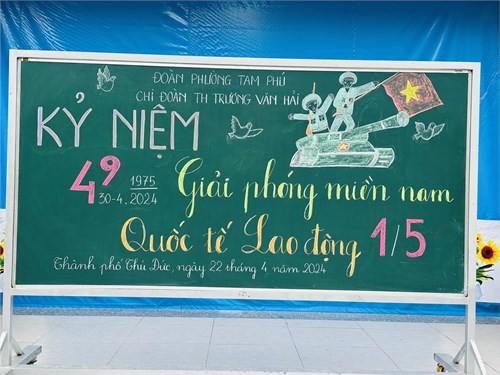 ĐOÀN PHƯỜNG TAM PHÚ
CHI ĐOÀN TH TRƯƠNG VĂN HẢI
KỶ NIỆM
49 1975
30-4.2024
Giải phóng miền nam
Quốc tế Lao động 1/5
Thành phố Thủ Đức, ngày 22 tháng 4 năm 2024